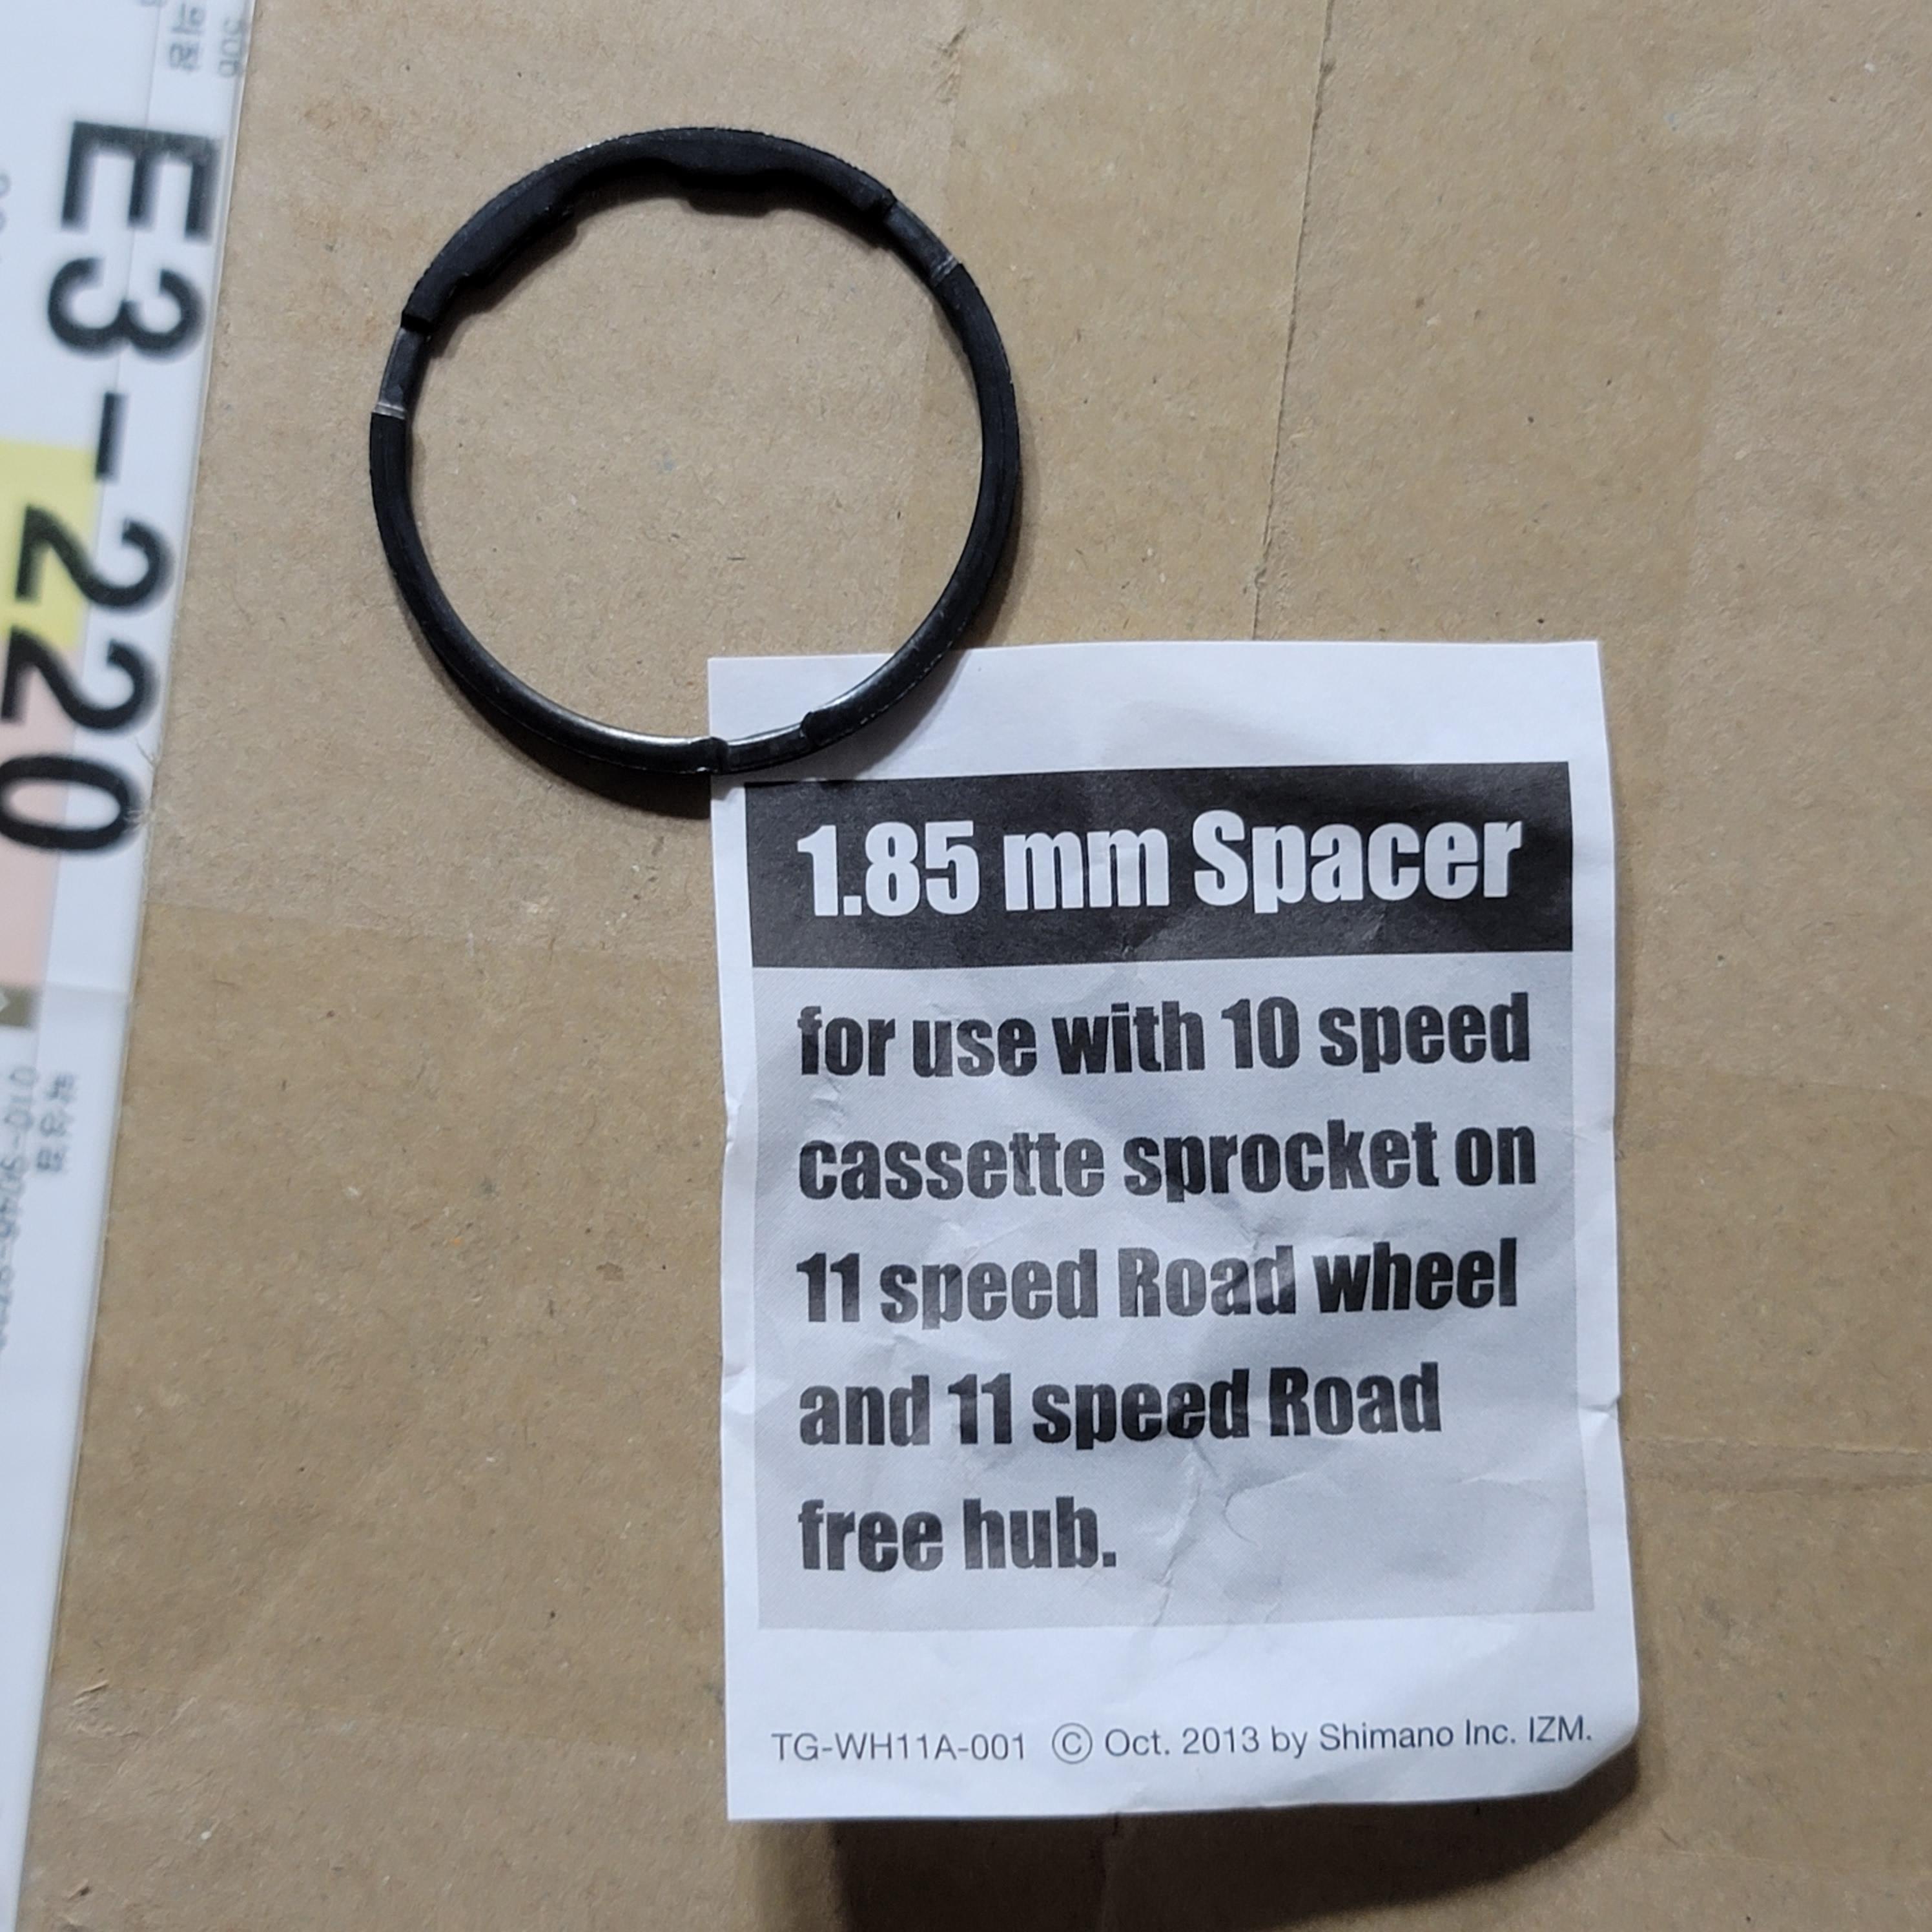 E3-220
1.85 mm Spacer
for use with 10 speed
cassette sprocket on
11 speed Road wheel
and 11 speed Road
free hub.
TG-WH11A-001 © Oct. 2013 by Shimano Inc. IZM.